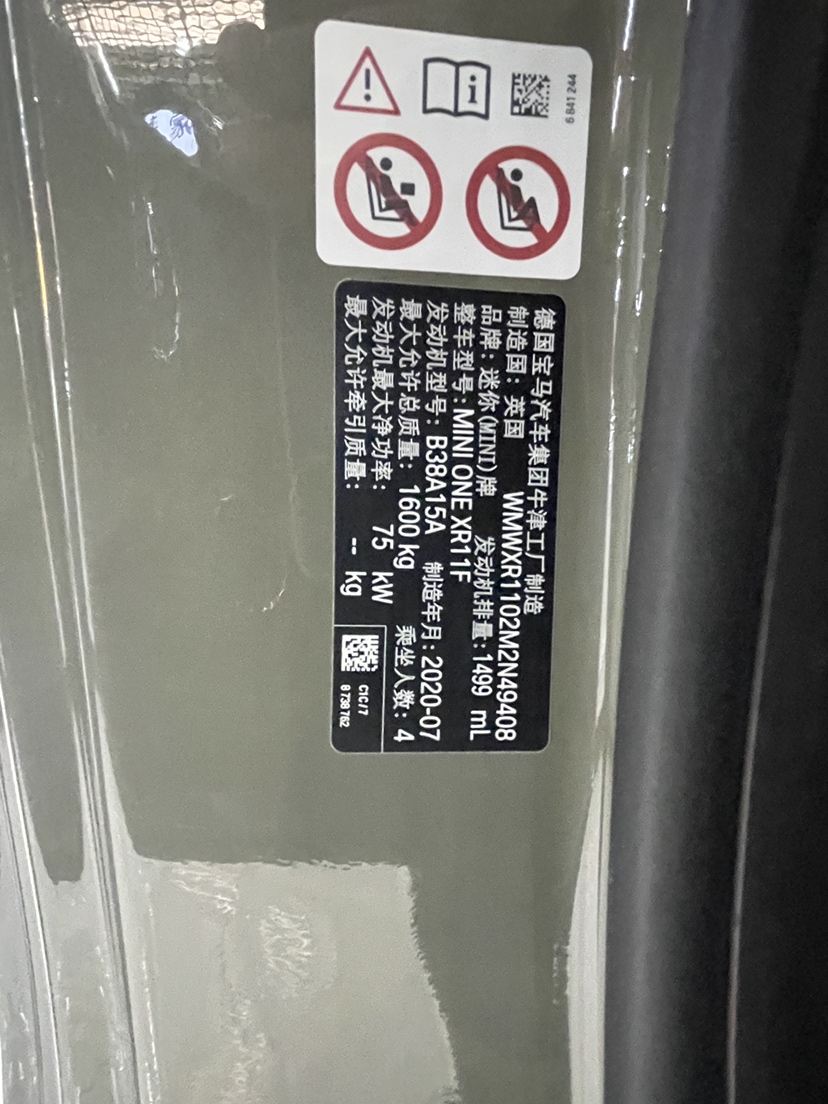 6 841 244
德国宝马汽车集团牛津工厂制造
制造国：英国 WMWXR1102M2N49408
品牌：迷你(MINI)牌 发动机排量：1499 mL
整车型号：MINI ONE XR11F
发动机型号：B38A15A 制造年月：2020-07
最大允许总质量：1600 kg 乘坐人数：4
发动机最大净功率：75 kW
最大允许牵引质量：-- kg
C1C/7
8 738 762